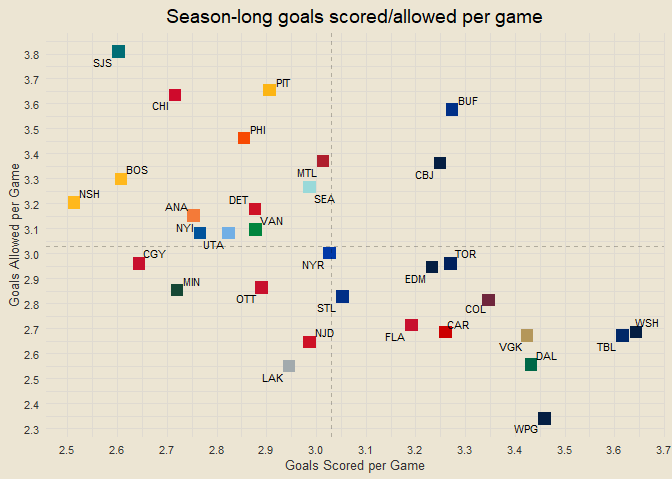 Season-long goals scored/allowed per game
Goals Allowed per Game
3.8
3.7
3.6
3.5
3.4
3.3
3.2
3.1
3.0
2.9
2.8
2.7
2.6
2.5
2.4
2.3
SJS
PIT
CHI
BUF
PHI
CBJ
MTL
BOS
SEA
NSH
DET
ANA
VAN
NYI
UTA
NYR
CGY
TOR
EDM
MIN
OTT
STL
COL
FLA
CAR
WSH
NJD
VGK
TBL
LAK
DAL
WPG
2.5 2.6 2.7 2.8 2.9 3.0 3.1 3.2 3.3 3.4 3.5 3.6 3.7
Goals Scored per Game